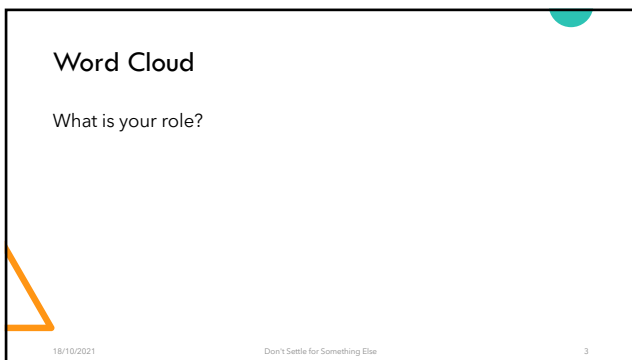 Word Cloud
What is your role?
18/10/2021 Don't Settle for Something Else 3